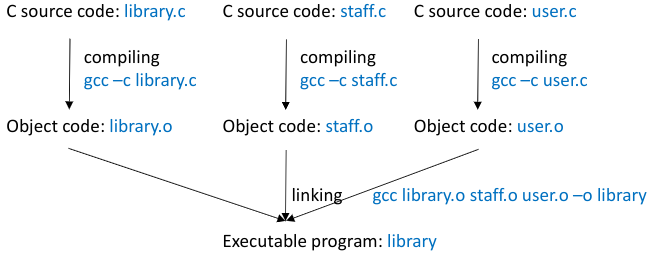 C source code: library.c
C source code: staff.c
C source code: user.c
compiling
gcc –c library.c
compiling
gcc –c staff.c
compiling
gcc –c user.c
Object code: library.o
Object code: staff.o
Object code: user.o
linking
gcc library.o staff.o user.o –o library
Executable program: library